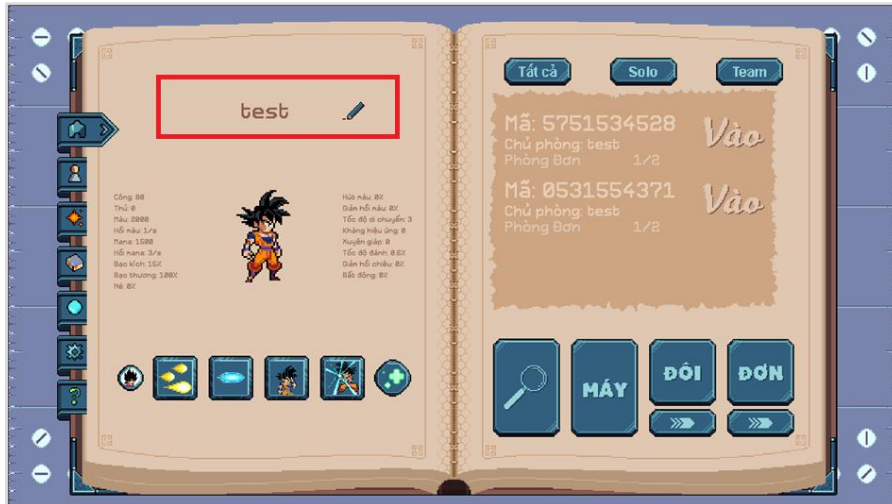 test
Công: 80
Thủ: 0
Máu: 2000
Hồi máu: 1/s
Mana: 1500
Hồi mana: 3/s
Bạo kích: 15%
Bạo thương: 100%
Né: 0%
Hút máu: 0%
Giảm hồi máu: 0%
Tốc độ di chuyển: 3
Kháng hiệu ứng: 0
Xuyên giáp: 0
Tốc độ đánh: 0.6%
Giảm hồi chiêu: 0%
Bất động: 0%
Tất cả
Solo
Team
Mã: 5751534528
Chủ phòng: test
Phòng Đơn 1/2
Vào
Mã: 0531554371
Chủ phòng: test
Phòng Đơn 1/2
Vào
MÁY
ĐÔI
ĐƠN
?